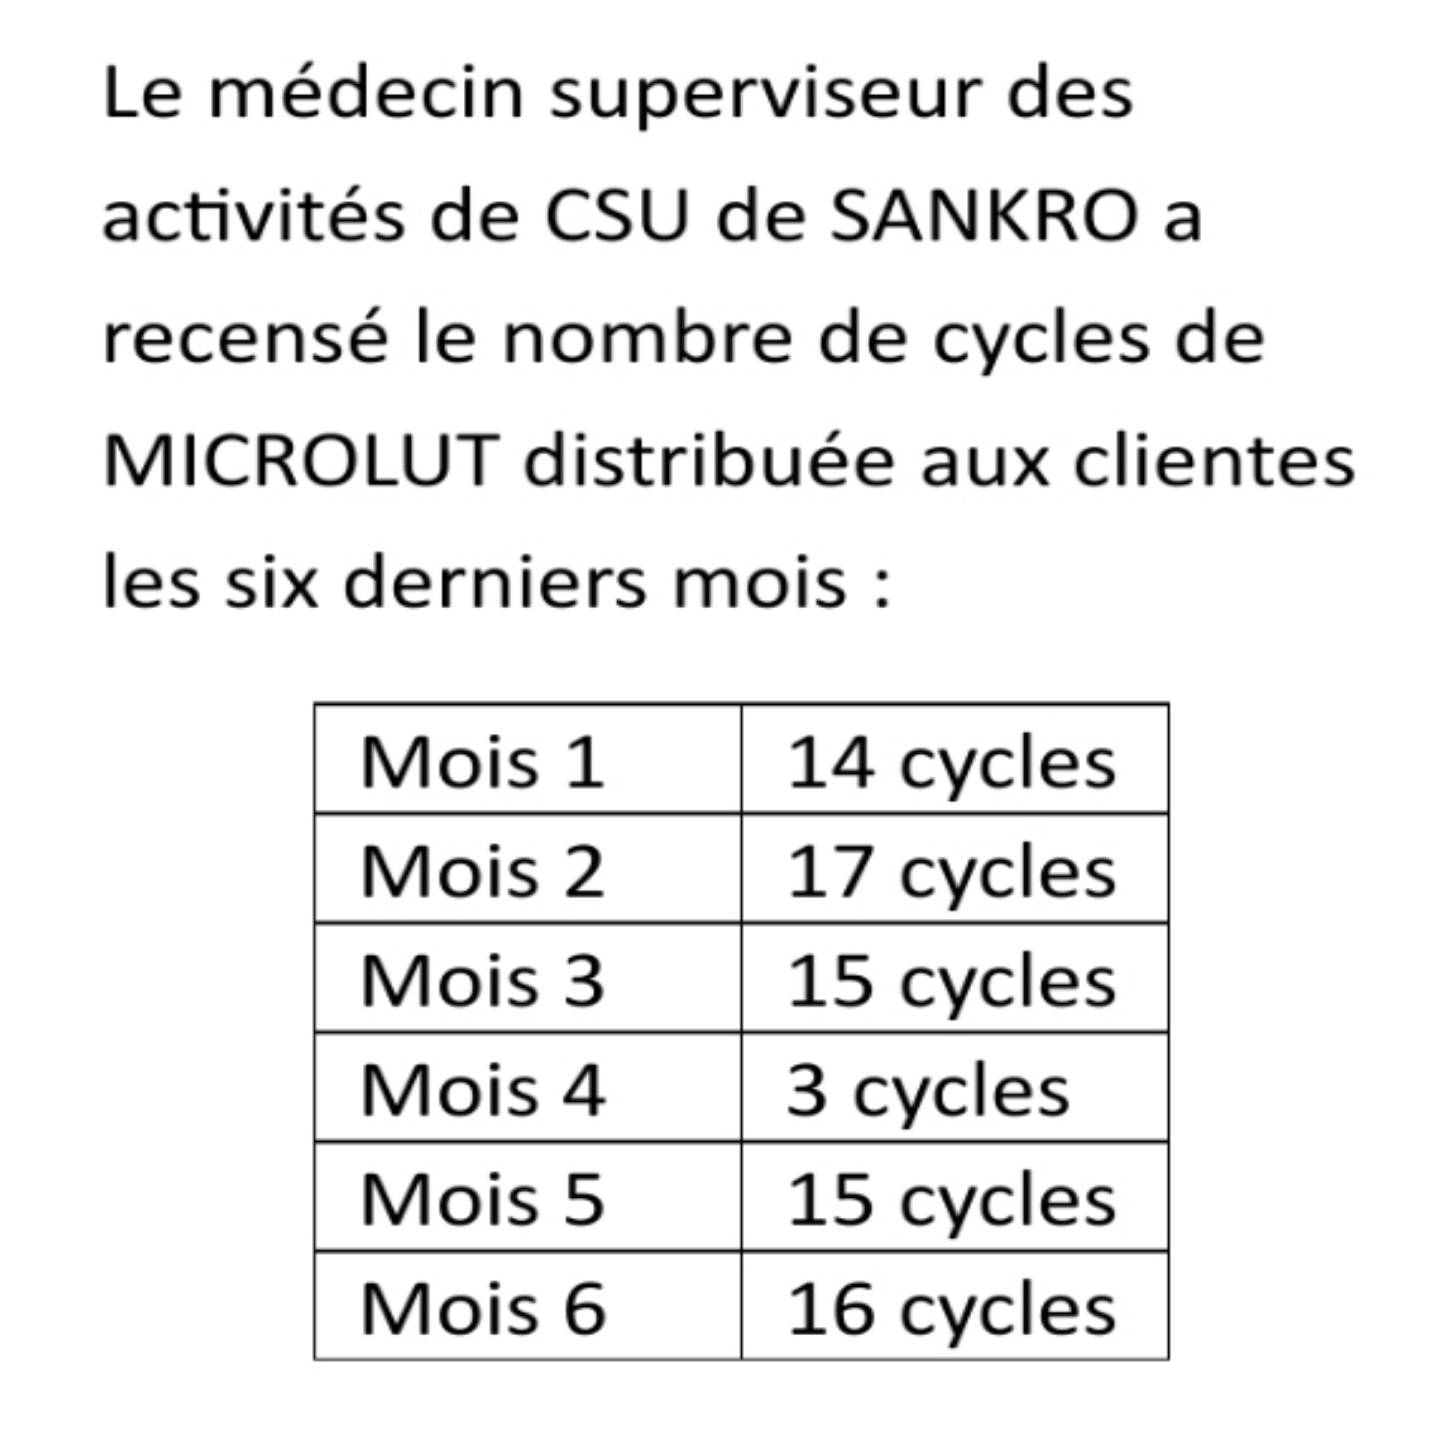 Le médecin superviseur des
activités de CSU de SANKRO a
recensé le nombre de cycles de
MICROLUT distribuée aux clientes
les six derniers mois :
Mois 1 14 cycles
Mois 2 17 cycles
Mois 3 15 cycles
Mois 4 3 cycles
Mois 5 15 cycles
Mois 6 16 cycles